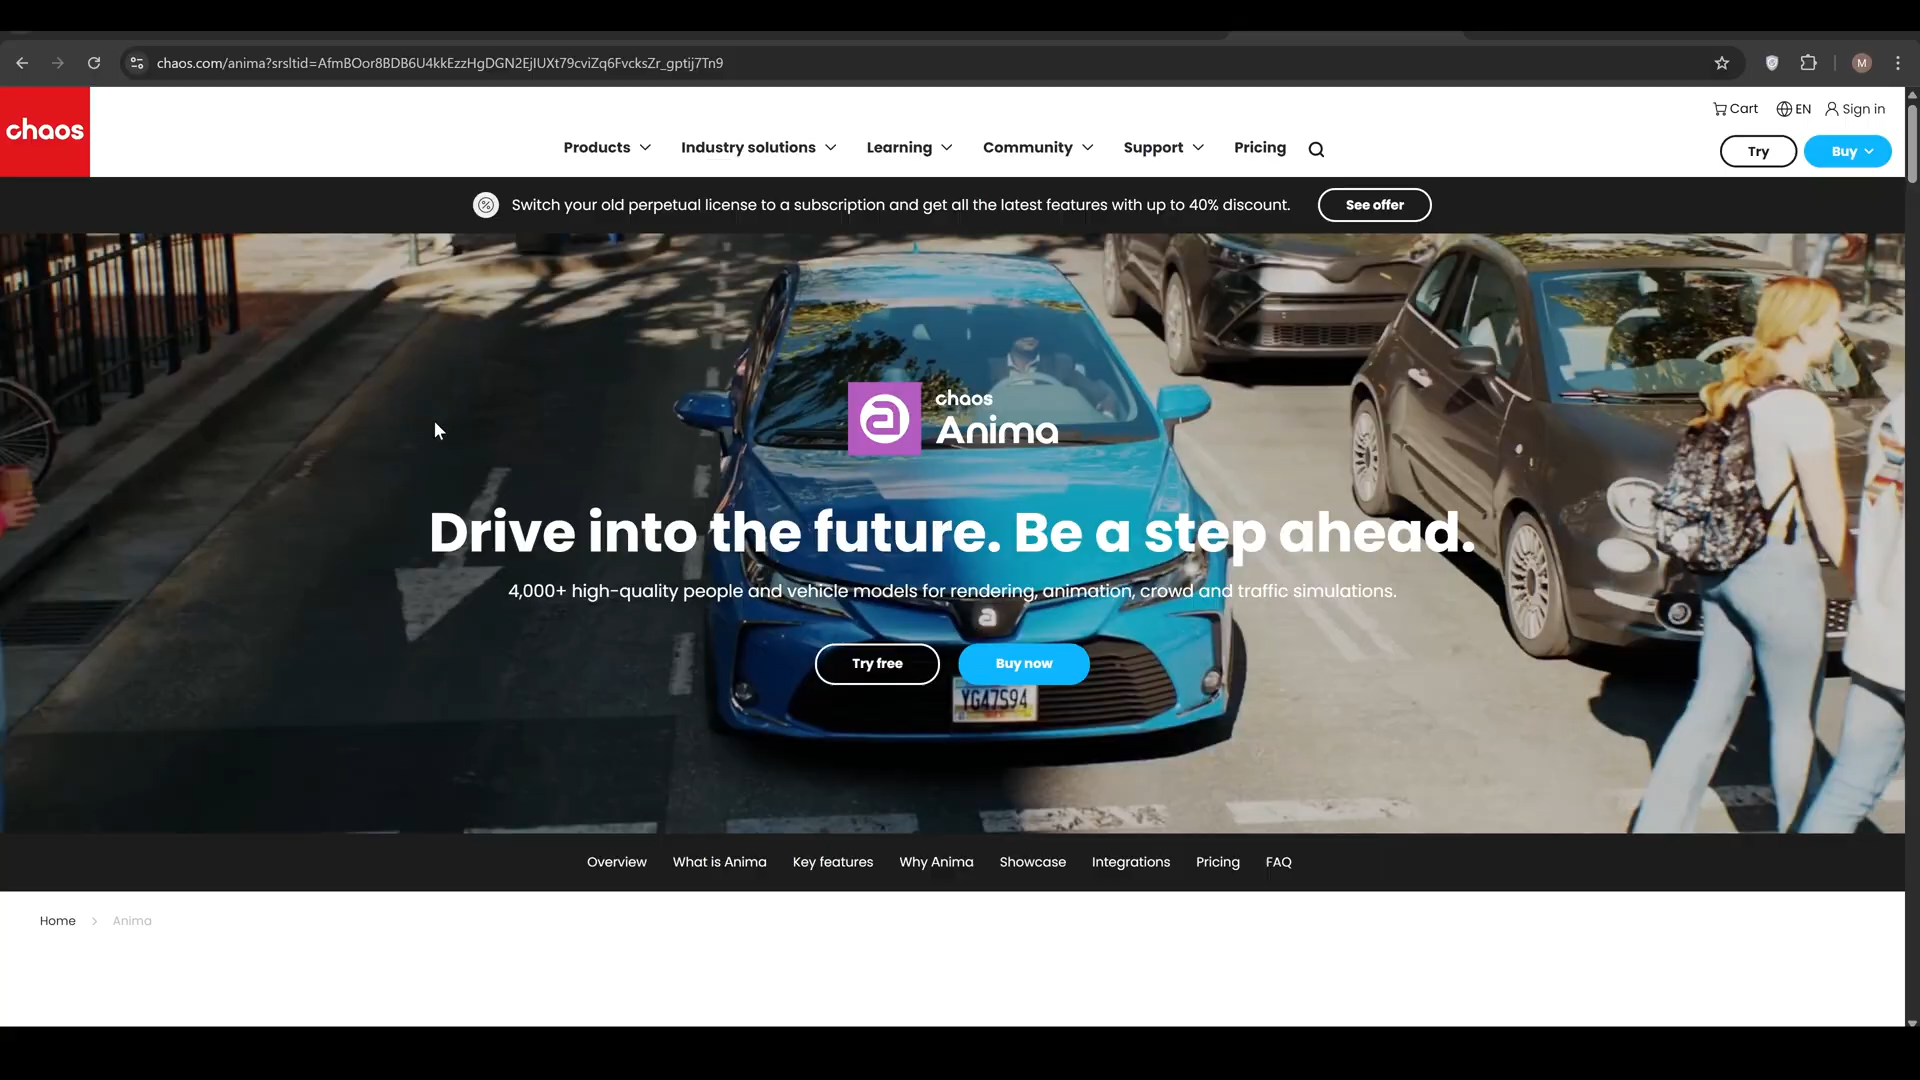 chaos.com/anima?srsltid=AfmBOor8BDB6U4kkEzzHgDGN2EjIUXt79cviZq6FvcksZr_gptij7Tn9
M
chaos
Cart
EN
Sign in
Products
Industry solutions
Learning
Community
Support
Pricing
Try
Buy
Switch your old perpetual license to a subscription and get all the latest features with up to 40% discount.
See offer
chaos
Anima
Drive into the future. Be a step ahead.
4,000+ high-quality people and vehicle models for rendering, animation, crowd and traffic simulations.
Try free
Buy now
YG47594
Overview
What is Anima
Key features
Why Anima
Showcase
Integrations
Pricing
FAQ
Home
Anima